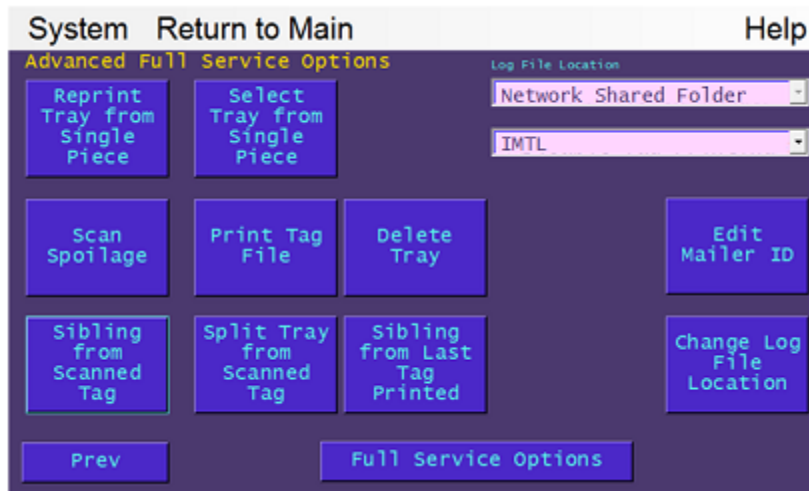 System Return to Main Help
Advanced Full Service Options
Log File Location
Reprint
Tray from
Single
Piece
Select
Tray from
Single
Piece
Network Shared Folder
IMTL
Scan
Spoilage
Print Tag
File
Delete
Tray
Edit
Mailer ID
Sibling
from
Scanned
Tag
Split Tray
from
Scanned
Tag
Sibling
from Last
Tag
Printed
Change Log
File
Location
Prev
Full Service Options